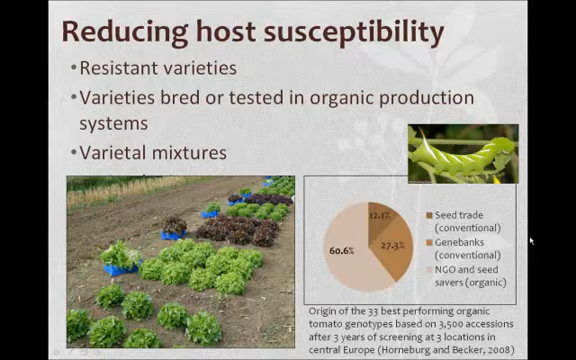 Reducing host susceptibility
•Resistant varieties
•Varieties bred or tested in organic production
systems
•Varietal mixtures
12.1%
27.3%
60.6%
Seed trade
(conventional)
Genebanks
(conventional)
NGO and seed
savers (organic)
Origin of the 33 best performing organic
tomato genotypes based on 3,500 accessions
after 3 years of screening at 3 locations in
central Europe (Horneburg and Becker, 2008)